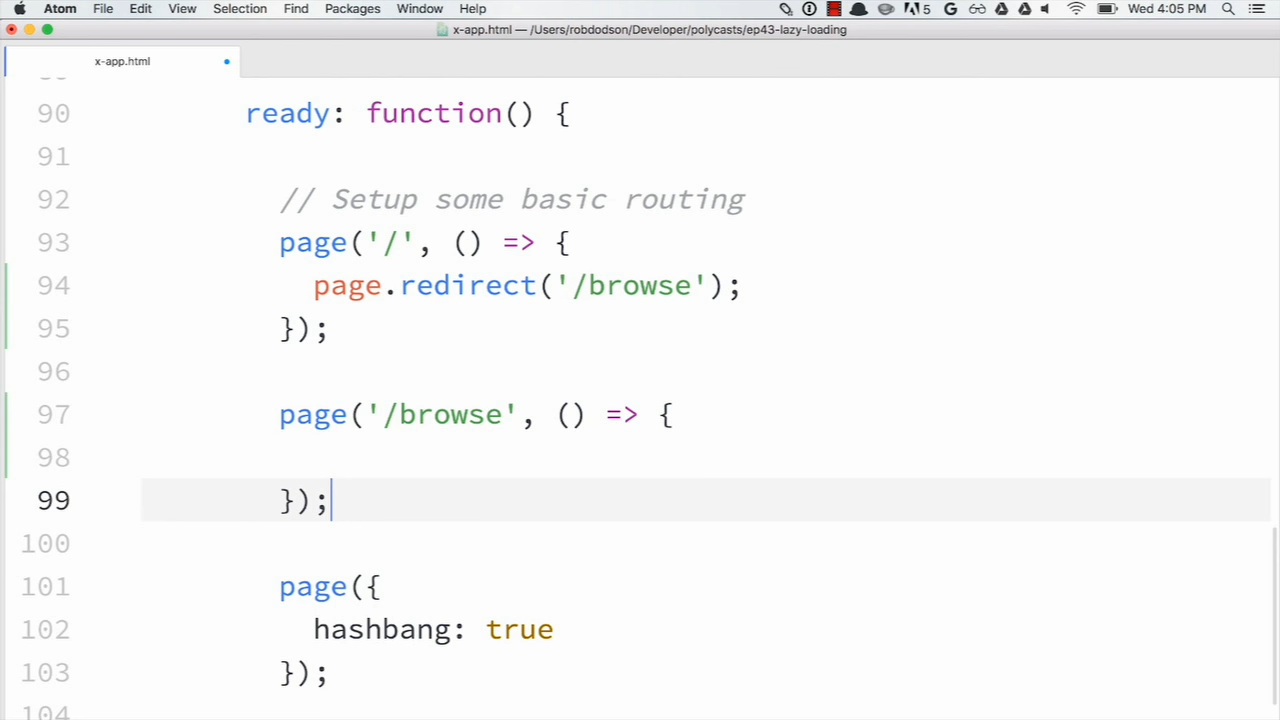 Atom File Edit View Selection Find Packages Window Help 5 Wed 4:05 PM
x-app.html — /Users/robdodson/Developer/polycasts/ep43-lazy-loading
x-app.html
90 ready: function() {
91
92 // Setup some basic routing
93 page('/', () => {
94 page.redirect('/browse');
95 });
96
97 page('/browse', () => {
98
99 });
100
101 page({
102 hashbang: true
103 });
104